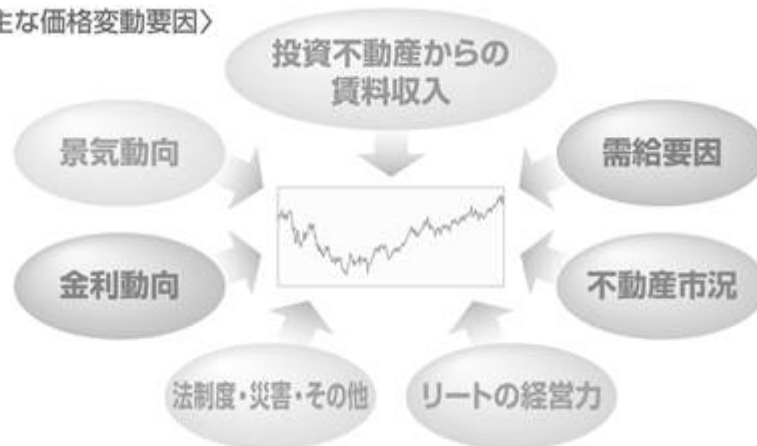 主な価格変動要因〉
投資不動産からの
賃料収入
景気動向
需給要因
金利動向
不動産市況
法制度・災害・その他
リートの経営力